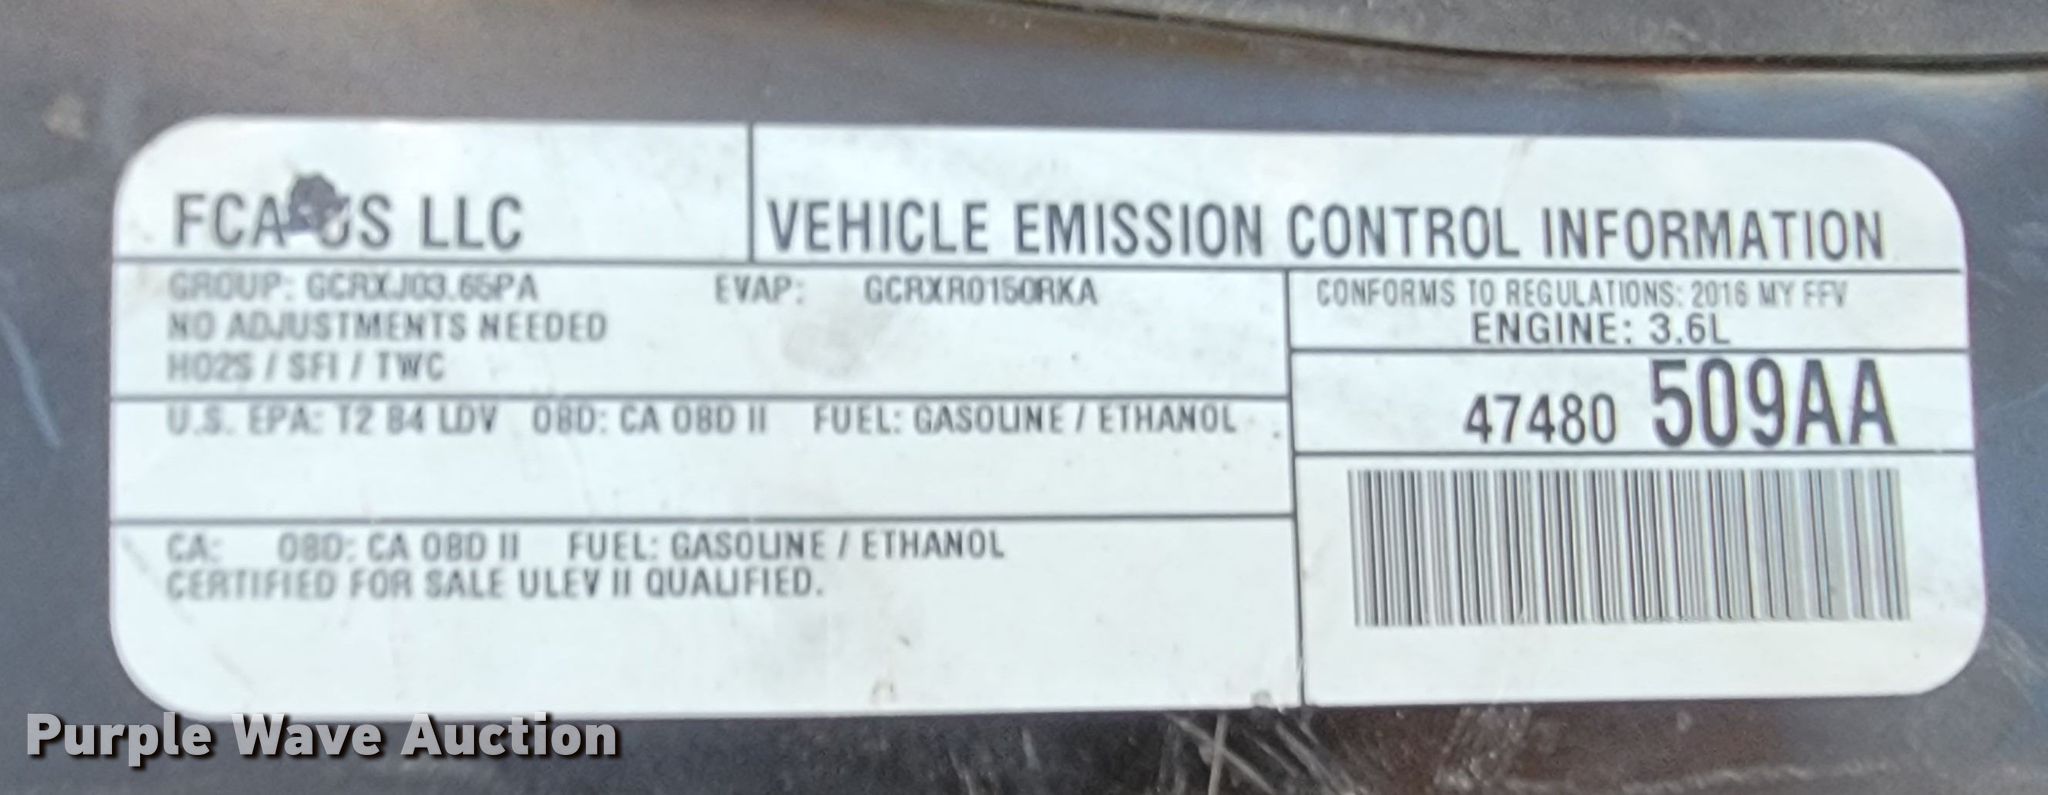 FCA US LLC
VEHICLE EMISSION CONTROL INFORMATION
GROUP: GCRXJ03.65PA EVAP: GCRXR0150RKA
NO ADJUSTMENTS NEEDED
HO2S / SFI / TWC
CONFORMS TO REGULATIONS: 2016 MY FFV
ENGINE: 3.6L
47480 509AA
U.S. EPA: T2 B4 LDV OBD: CA OBD II FUEL: GASOLINE / ETHANOL
CA: OBD: CA OBD II FUEL: GASOLINE / ETHANOL
CERTIFIED FOR SALE ULEV II QUALIFIED.
Purple Wave Auction